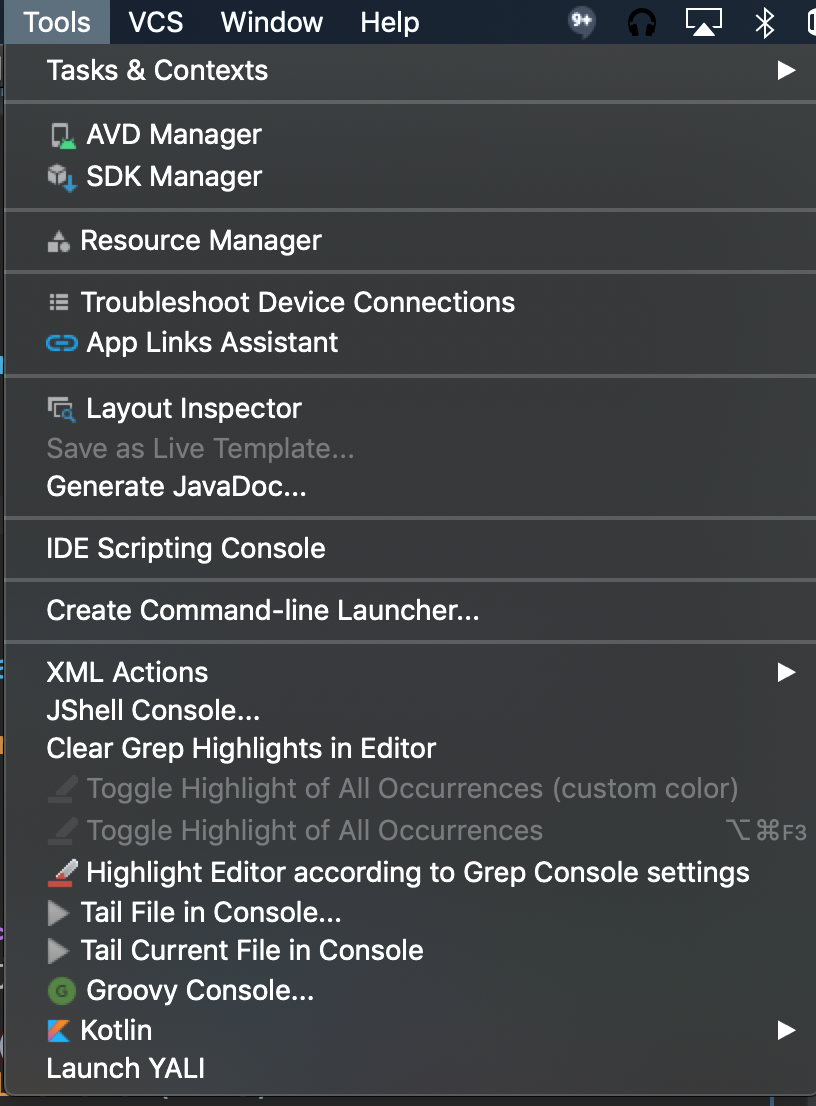 Tools VCS Window Help 9+
Tasks & Contexts
AVD Manager
SDK Manager
Resource Manager
Troubleshoot Device Connections
App Links Assistant
Layout Inspector
Save as Live Template...
Generate JavaDoc...
IDE Scripting Console
Create Command-line Launcher...
XML Actions
JShell Console...
Clear Grep Highlights in Editor
Toggle Highlight of All Occurrences (custom color)
Toggle Highlight of All Occurrences ⌥⌘F3
Highlight Editor according to Grep Console settings
Tail File in Console...
Tail Current File in Console
G Groovy Console...
Kotlin
Launch YALI